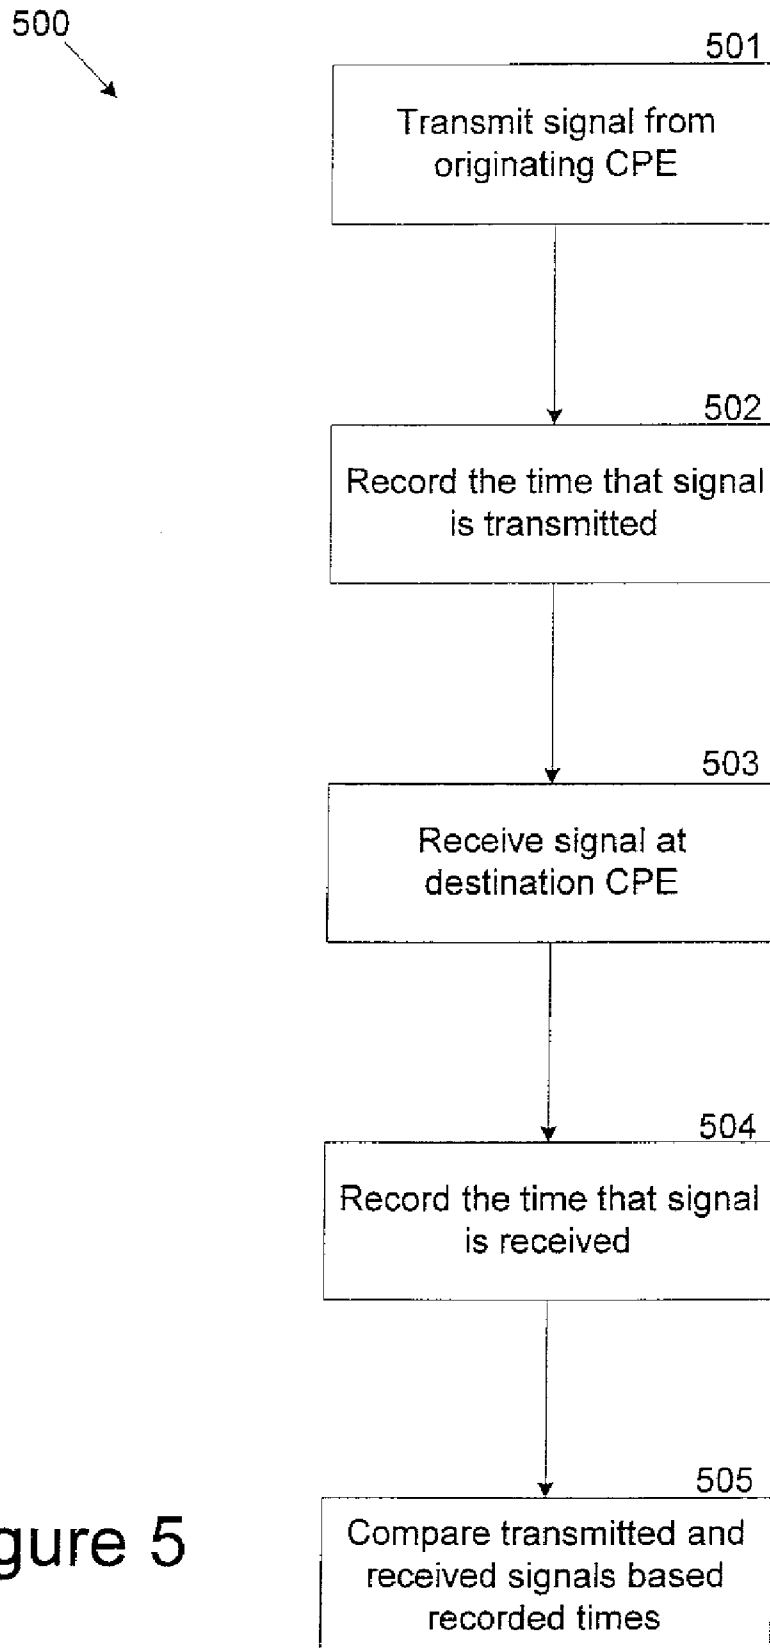 500
501
Transmit signal from
originating CPE
502
Record the time that signal
is transmitted
503
Receive signal at
destination CPE
504
Record the time that signal
is received
505
Compare transmitted and
received signals based
recorded times
gure 5